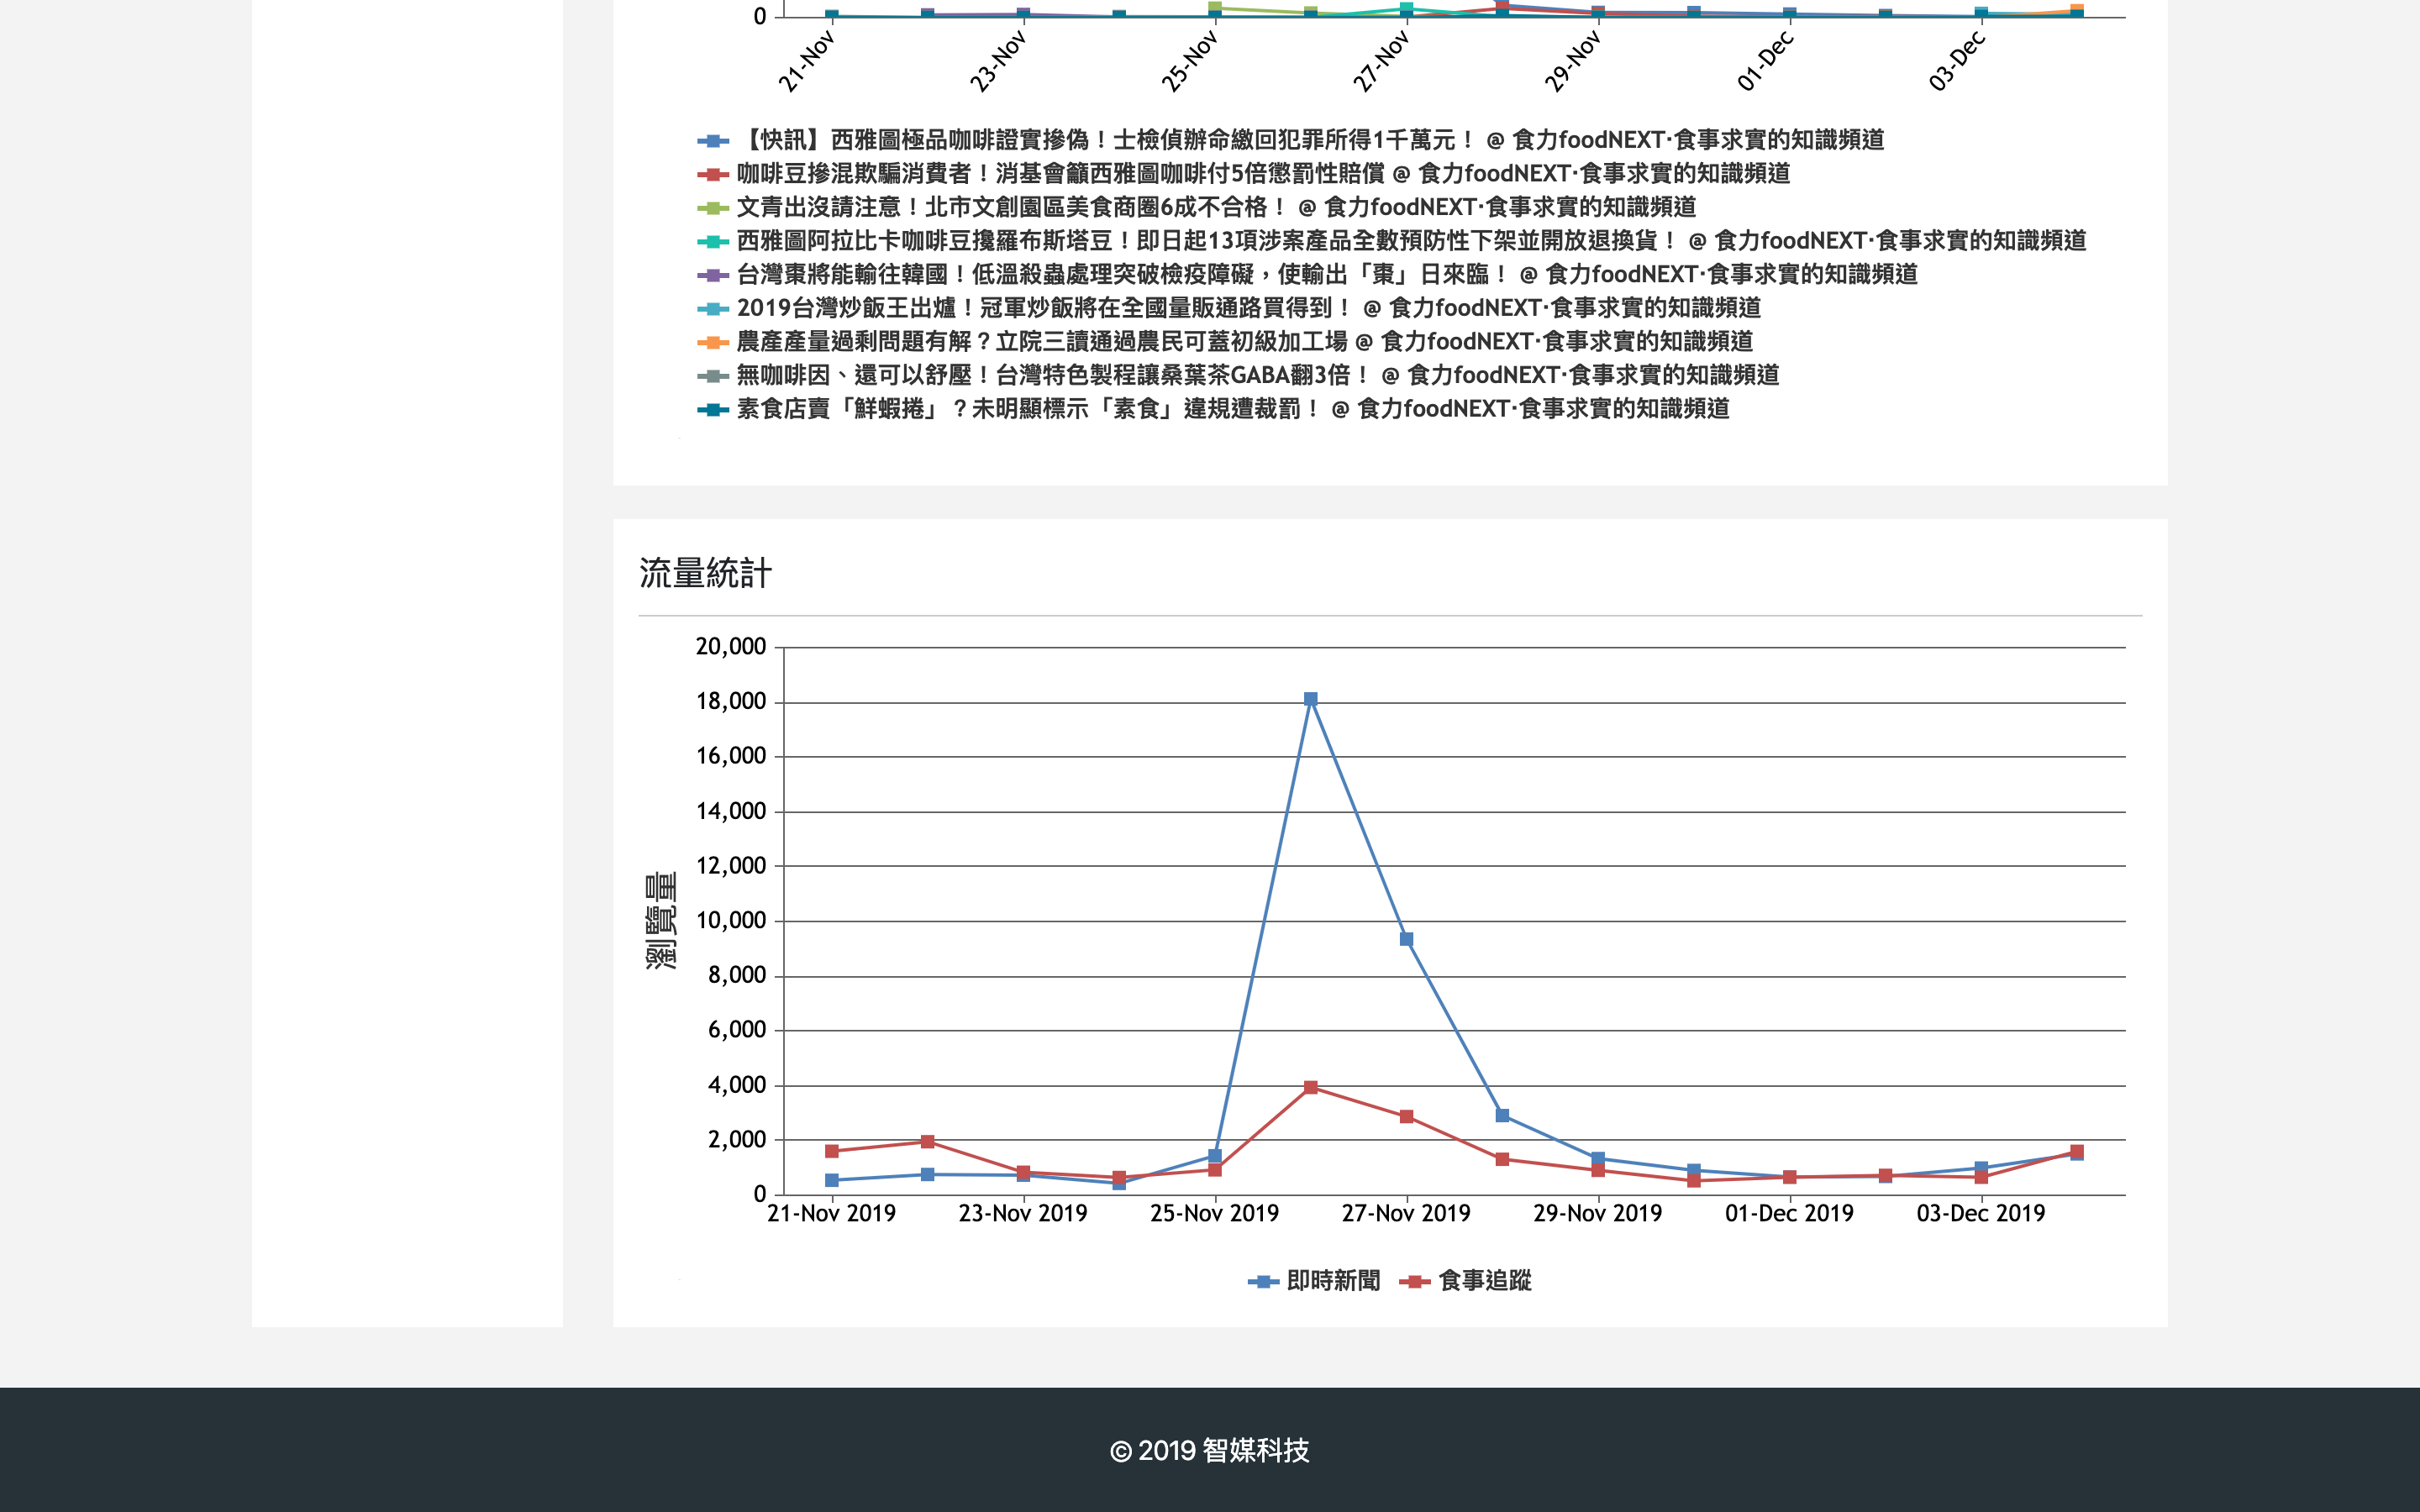 0
21-Nov
23-Nov
25-Nov
27-Nov
29-Nov
01-Dec
03-Dec
【快訊】西雅圖極品咖啡證實摻偽！士檢偵辦命繳回犯罪所得1千萬元！ @ 食力foodNEXT‧食事求實的知識頻道
咖啡豆摻混欺騙消費者！消基會籲西雅圖咖啡付5倍懲罰性賠償 @ 食力foodNEXT‧食事求實的知識頻道
文青出沒請注意！北市文創園區美食商圈6成不合格！ @ 食力foodNEXT‧食事求實的知識頻道
西雅圖阿拉比卡咖啡豆攙羅布斯塔豆！即日起13項涉案產品全數預防性下架並開放退換貨！ @ 食力foodNEXT‧食事求實的知識頻道
台灣棗將能輸往韓國！低溫殺蟲處理突破檢疫障礙，使輸出「棗」日來臨！ @ 食力foodNEXT‧食事求實的知識頻道
2019台灣炒飯王出爐！冠軍炒飯將在全國量販通路買得到！ @ 食力foodNEXT‧食事求實的知識頻道
農產產量過剩問題有解？立院三讀通過農民可蓋初級加工場 @ 食力foodNEXT‧食事求實的知識頻道
無咖啡因、還可以舒壓！台灣特色製程讓桑葉茶GABA翻3倍！ @ 食力foodNEXT‧食事求實的知識頻道
素食店賣「鮮蝦捲」？未明顯標示「素食」違規遭裁罰！ @ 食力foodNEXT‧食事求實的知識頻道
流量統計
瀏覽量
20,000
18,000
16,000
14,000
12,000
10,000
8,000
6,000
4,000
2,000
0
21-Nov 2019
23-Nov 2019
25-Nov 2019
27-Nov 2019
29-Nov 2019
01-Dec 2019
03-Dec 2019
即時新聞
食事追蹤
© 2019 智媒科技